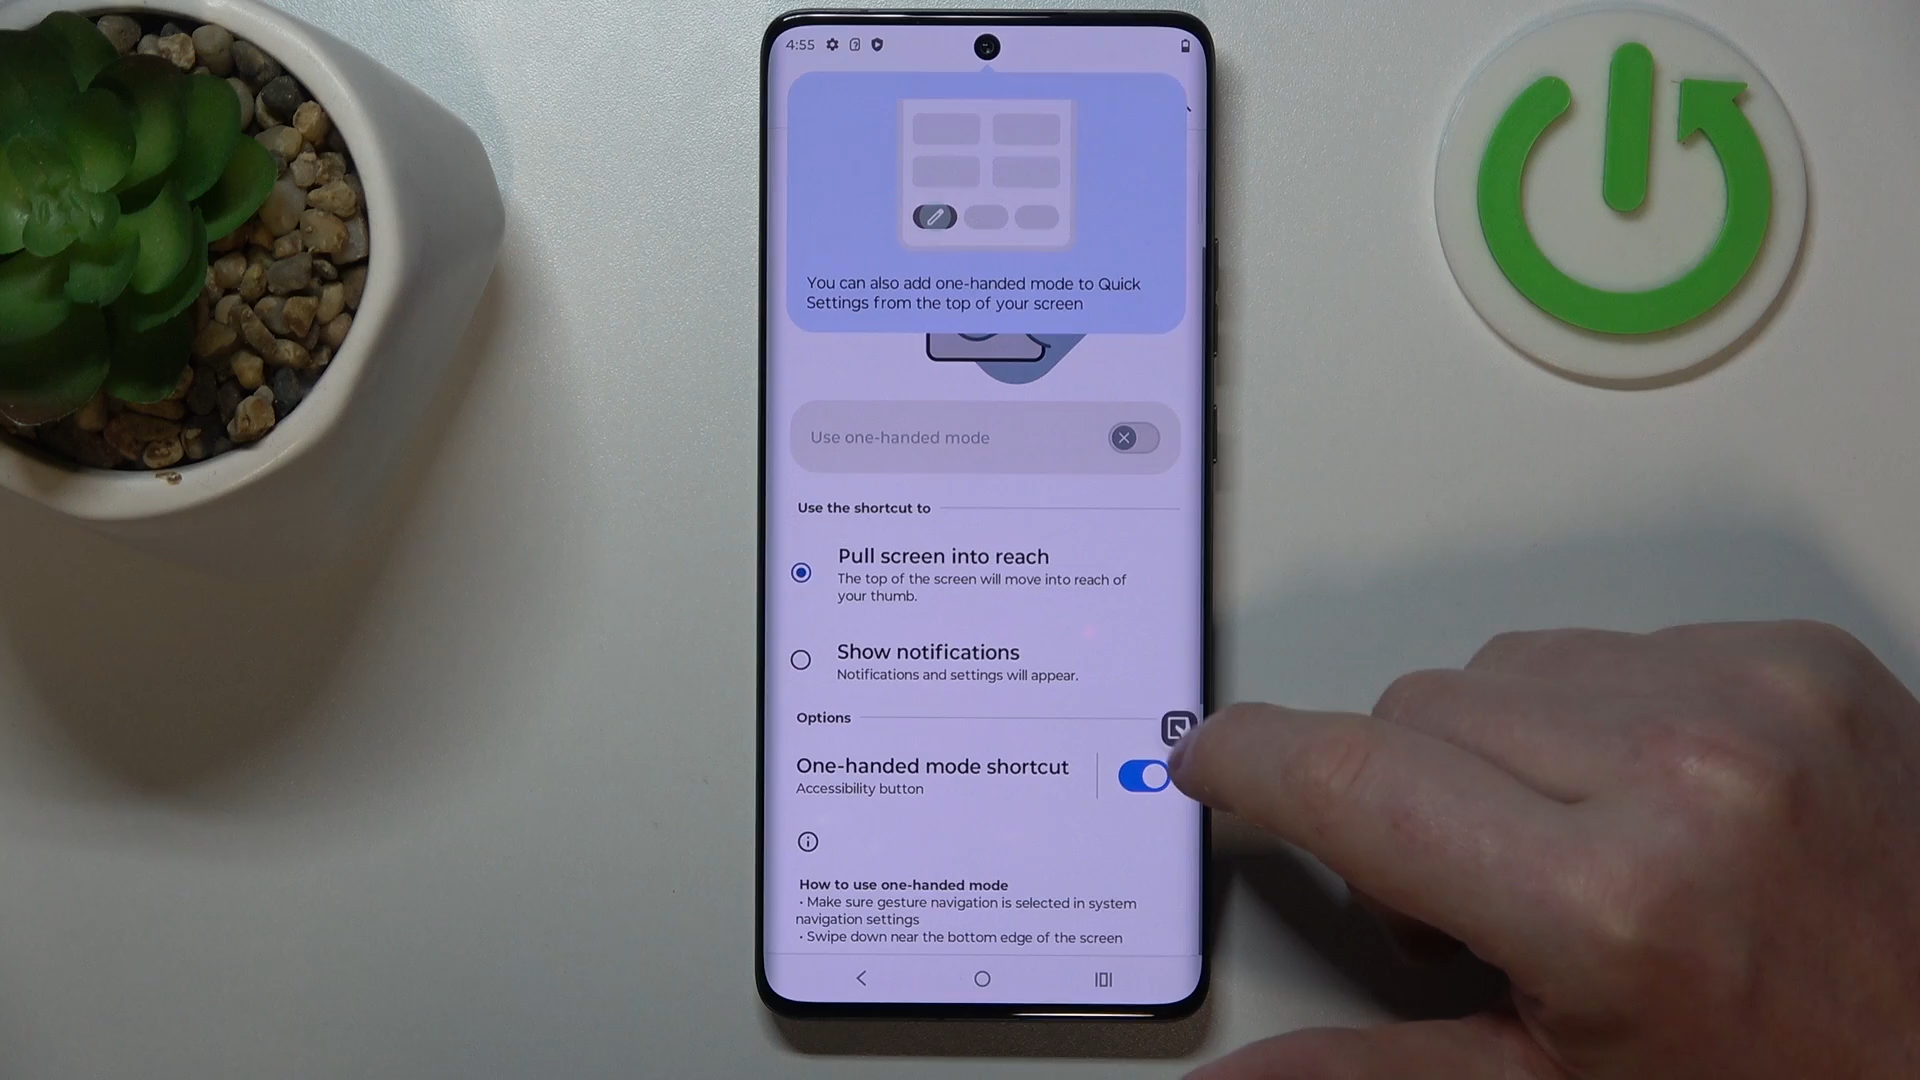 4:55
You can also add one-handed mode to Quick
Settings from the top of your screen
Use one-handed mode
Use the shortcut to
Pull screen into reach
The top of the screen will move into reach of
your thumb.
Show notifications
Notifications and settings will appear.
Options
One-handed mode shortcut
Accessibility button
How to use one-handed mode
• Make sure gesture navigation is selected in system
navigation settings
• Swipe down near the bottom edge of the screen